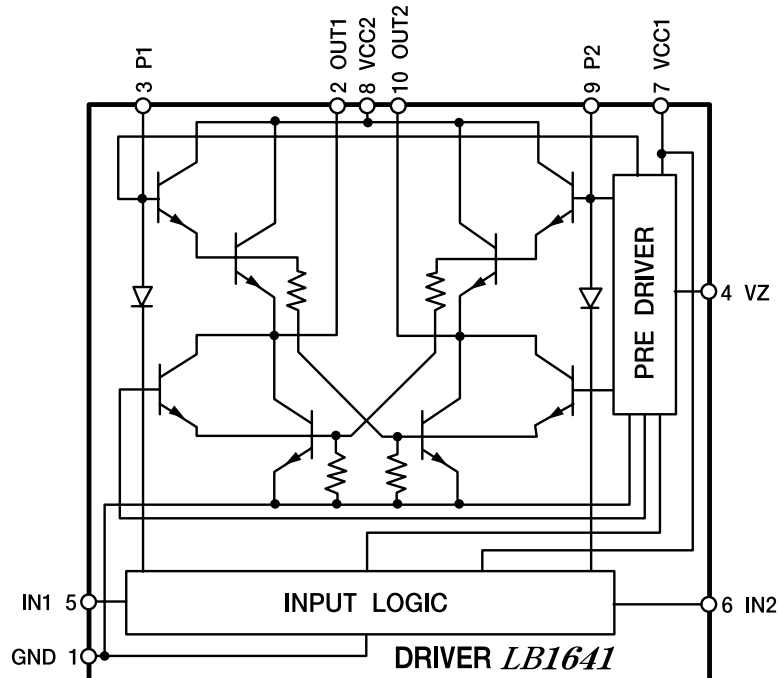 3 P1
2 OUT1
8 VCC2
10 OUT2
9 P2
7 VCC1
PRE DRIVER
4 VZ
IN1 5
INPUT LOGIC
6 IN2
GND 1
DRIVER LB1641